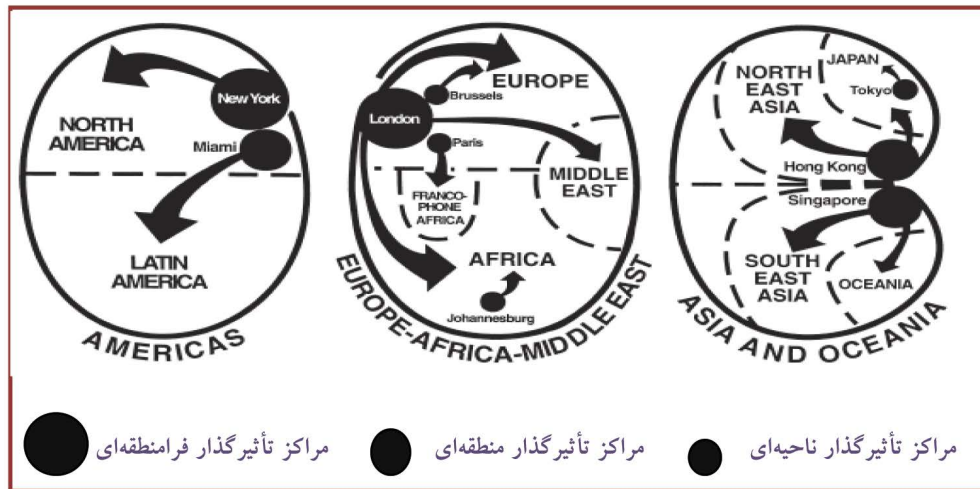 New York
NORTH
AMERICA
Miami
LATIN
AMERICA
AMERICAS
EUROPE
Brussels
London
Paris
MIDDLE
EAST
FRANCO-
PHONE
AFRICA
AFRICA
Johannesburg
EUROPE-AFRICA-MIDDLE EAST
JAPAN
NORTH
EAST
ASIA
Tokyo
Hong Kong
Singapore
SOUTH
EAST
ASIA
OCEANIA
ASIA AND OCEANIA
مراکز تأثیرگذار ناحیه‌ای
مراکز تأثیرگذار منطقه‌ای
مراکز تأثیرگذار فرامنطقه‌ای